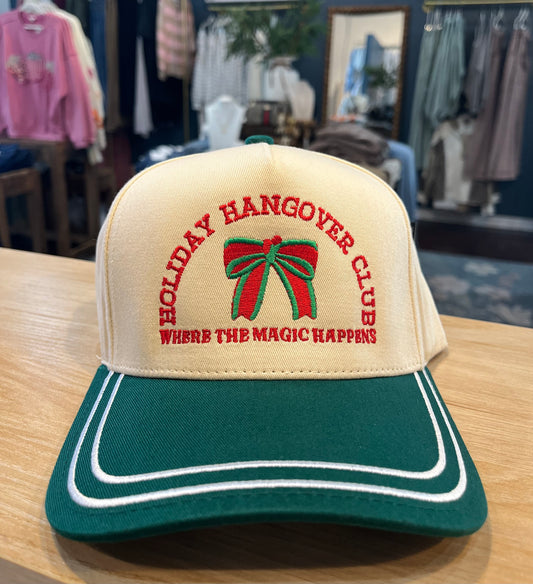 HOLIDAY HANGOVER CLUB
WHERE THE MAGIC HAPPENS